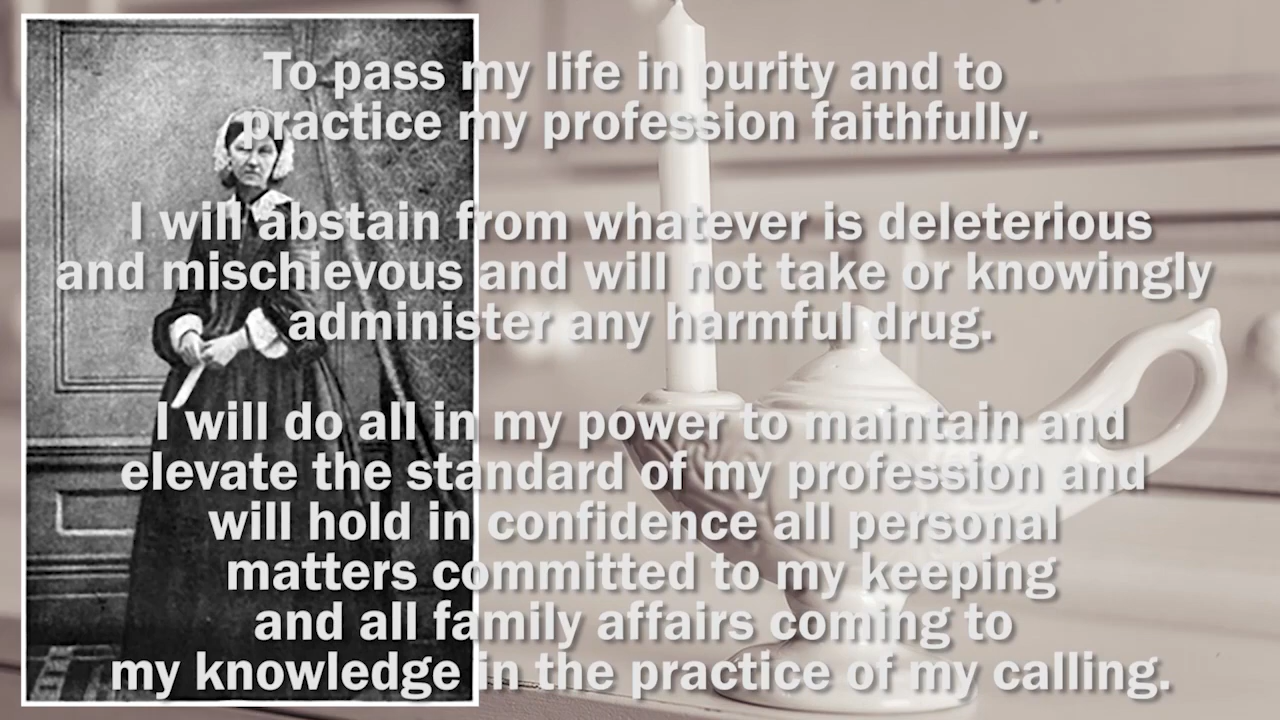 To pass my life in purity and to
practice my profession faithfully.
I will abstain from whatever is deleterious
and mischievous and will not take or knowingly
administer any harmful drug.
I will do all in my power to maintain and
elevate the standard of my profession and
will hold in confidence all personal
matters committed to my keeping
and all family affairs coming to
my knowledge in the practice of my calling.